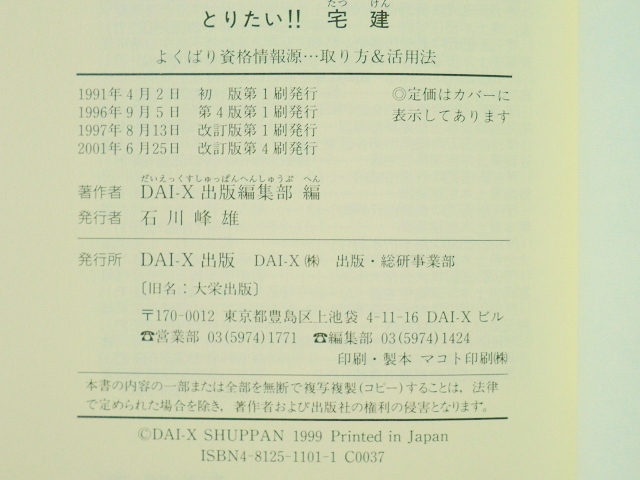 とりたい!! 宅建
たっ けん
よくばり資格情報源…取り方&活用法
1991年4月2日 初 版第1刷発行 ◎定価はカバーに
1996年9月5日 第4版第1刷発行 表示してあります
1997年8月13日 改訂版第1刷発行
2001年6月25日 改訂版第4刷発行
だいえっくすしゅっぱんへんしゅうぶ へん
著作者 DAI-X 出版編集部 編
発行者 石川峰雄
発行所 DAI-X 出版 DAI-X ㈱ 出版・総研事業部
〔旧名:大栄出版〕
〒170-0012 東京都豊島区上池袋 4-11-16 DAI-X ビル
☎営業部 03(5974)1771 ☎編集部 03(5974)1424
印刷・製本 マコト印刷㈱
本書の内容の一部または全部を無断で複写複製(コピー)することは、法律
で定められた場合を除き、著作者および出版社の権利の侵害となります。
©DAI-X SHUPPAN 1999 Printed in Japan
ISBN4-8125-1101-1 C0037